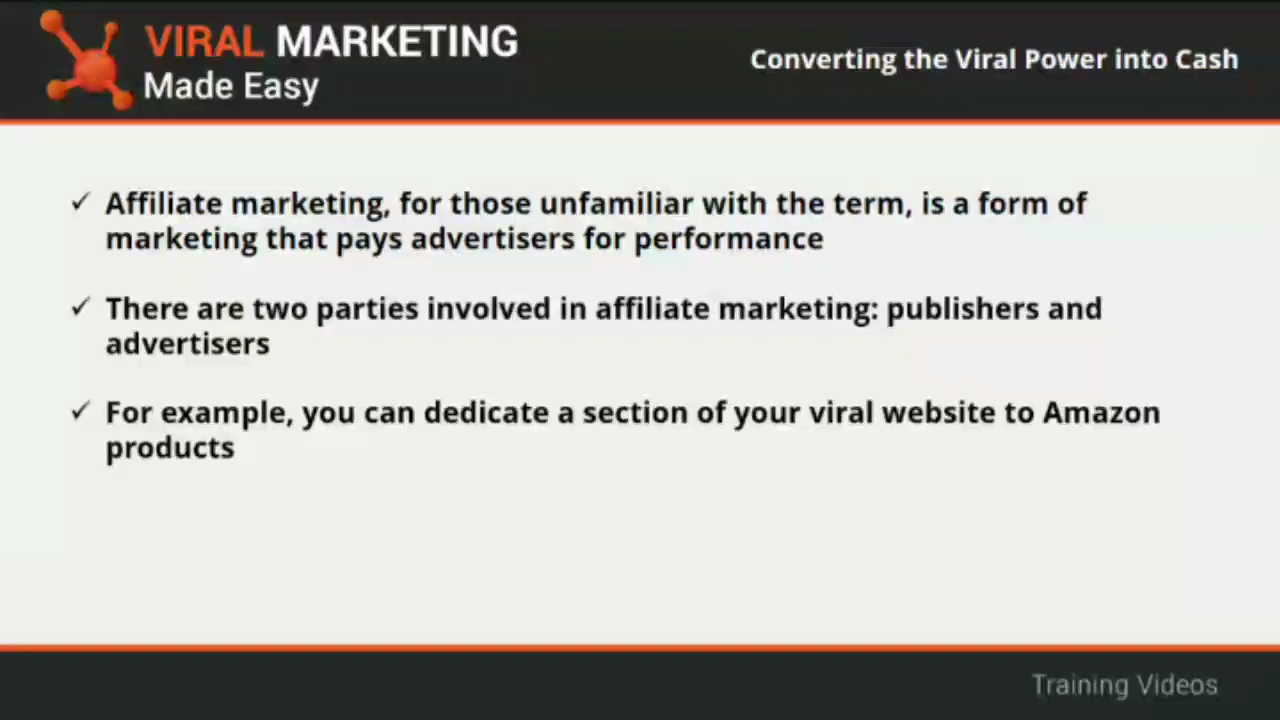 VIRAL MARKETING
Made Easy
Converting the Viral Power into Cash
✓ Affiliate marketing, for those unfamiliar with the term, is a form of
marketing that pays advertisers for performance
✓ There are two parties involved in affiliate marketing: publishers and
advertisers
✓ For example, you can dedicate a section of your viral website to Amazon
products
Training Videos